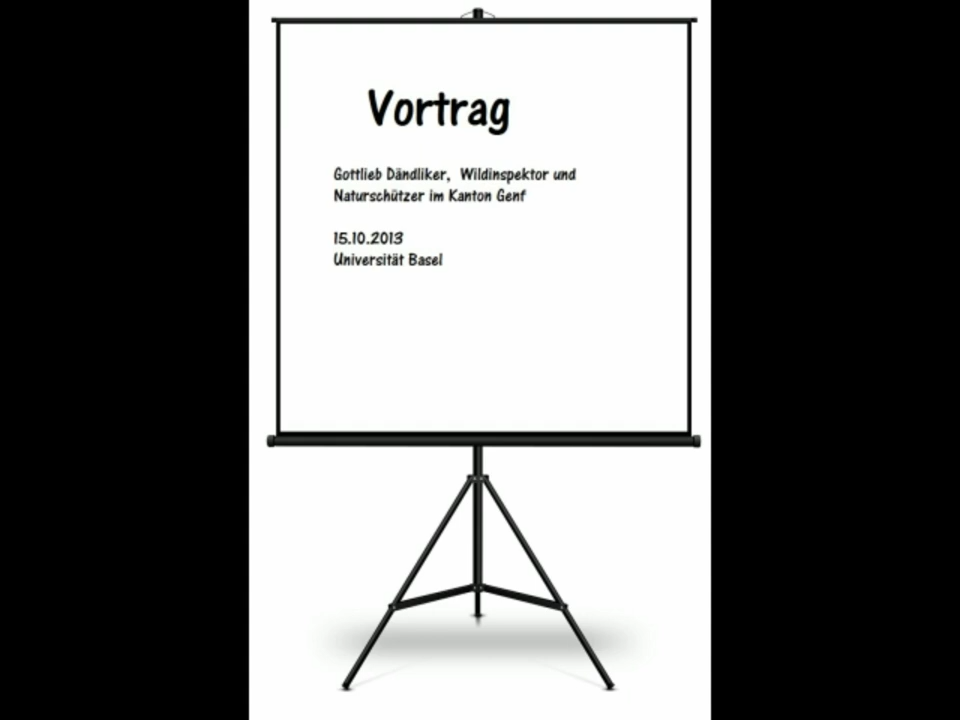 Vortrag
Gottlieb Dändliker, Wildinspektor und
Naturschützer im Kanton Genf
15.10.2013
Universität Basel